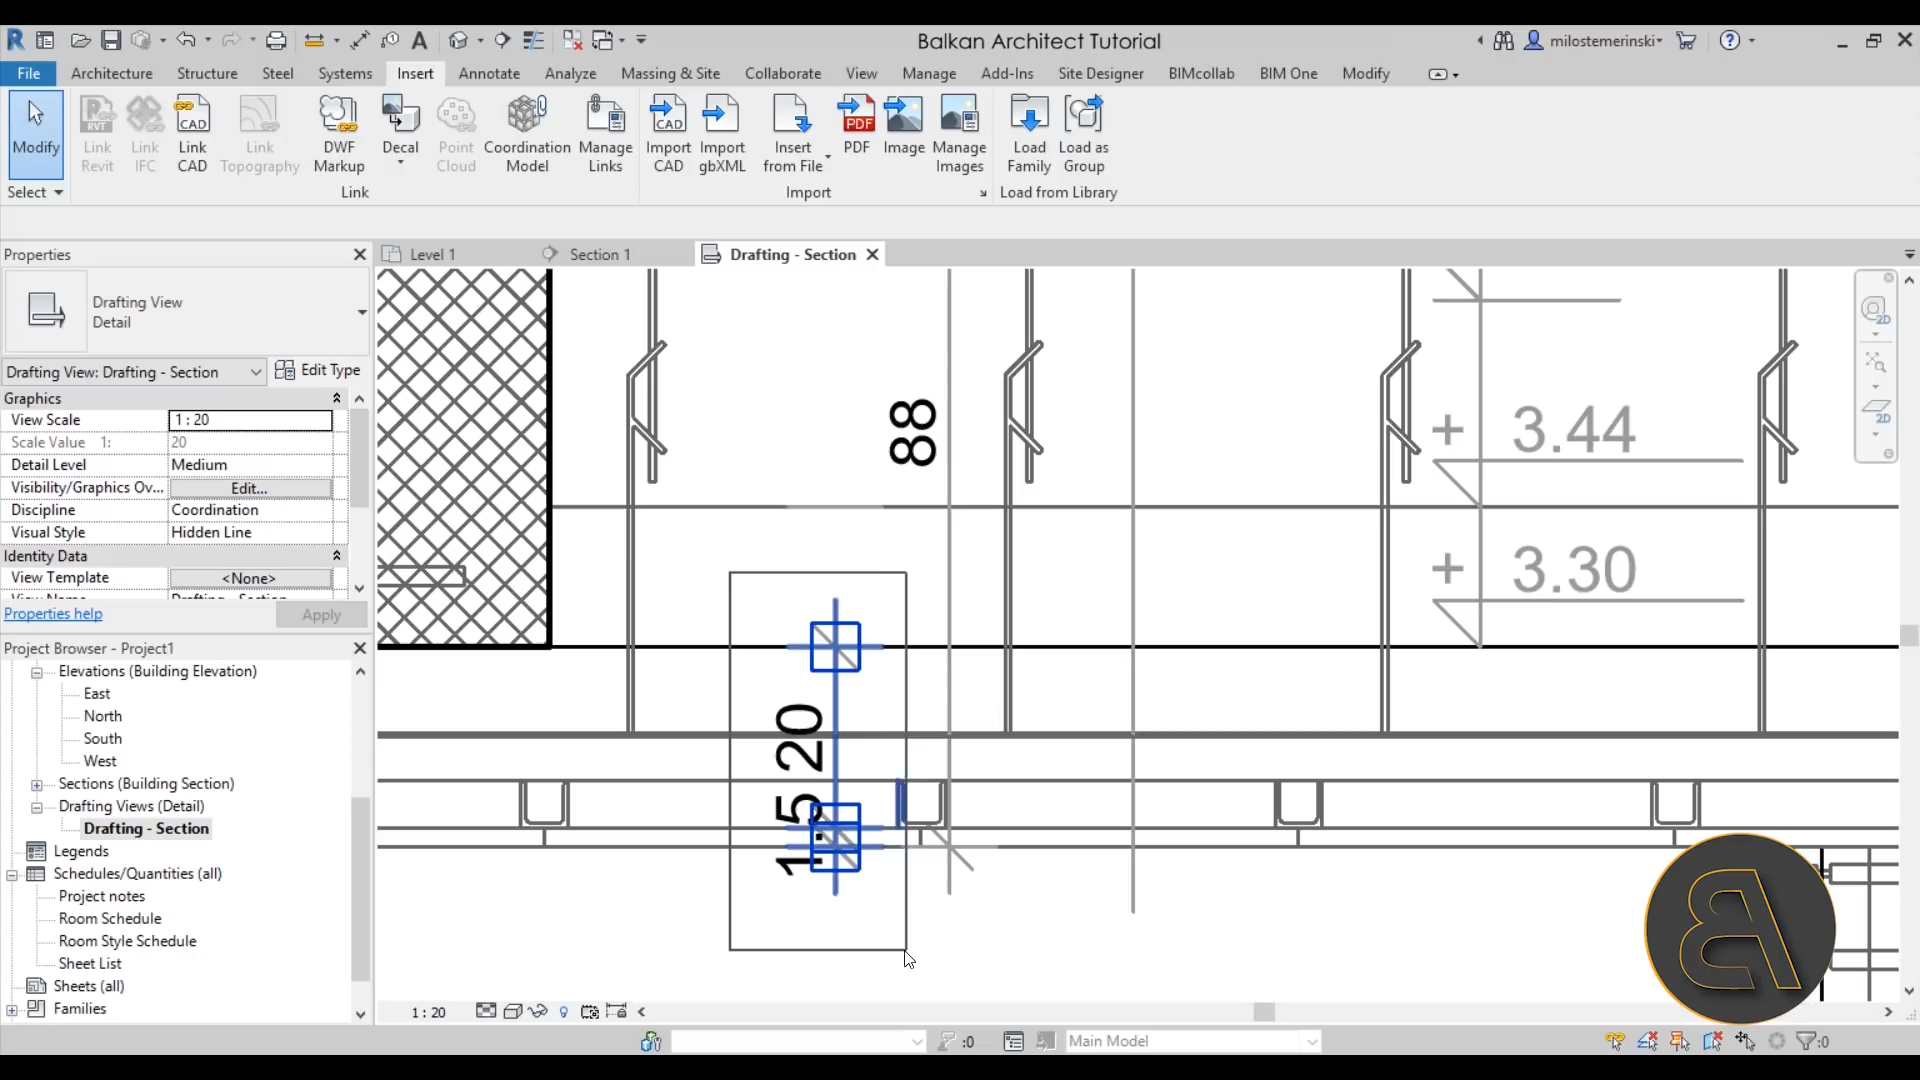 Balkan Architect Tutorial
milostemerinski
File
Architecture
Structure
Steel
Systems
Insert
Annotate
Analyze
Massing & Site
Collaborate
View
Manage
Add-Ins
Site Designer
BIMcollab
BIM One
Modify
Modify
Link Revit
Link IFC
Link CAD
Link Topography
DWF Markup
Decal
Point Cloud
Coordination Model
Manage Links
Import CAD
Import gbXML
Insert from File
PDF
Image
Manage Images
Load Family
Load as Group
Select
Link
Import
Load from Library
Properties
Level 1
Section 1
Drafting - Section
Drafting View
Detail
Drafting View: Drafting - Section
Edit Type
Graphics
View Scale
1 : 20
Scale Value 1:
20
Detail Level
Medium
Visibility/Graphics Ov...
Edit...
Discipline
Coordination
Visual Style
Hidden Line
Identity Data
View Template
<None>
Properties help
Apply
Project Browser - Project1
Elevations (Building Elevation)
East
North
South
West
Sections (Building Section)
Drafting Views (Detail)
Drafting - Section
Legends
Schedules/Quantities (all)
Project notes
Room Schedule
Room Style Schedule
Sheet List
Sheets (all)
Families
88
+ 3.44
+ 3.30
20
1.5
1 : 20
:0
Main Model
:0